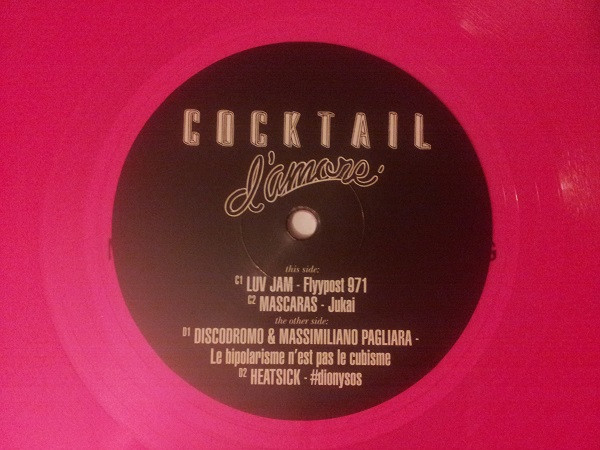 COCKTAIL
d'amore.
this side:
C1 LUV JAM - Flyypost 971
C2 MASCARAS - Jukai
the other side:
D1 DISCODROMO & MASSIMILIANO PAGLIARA -
Le bipolarisme n'est pas le cubisme
D2 HEATSICK - #dionysos